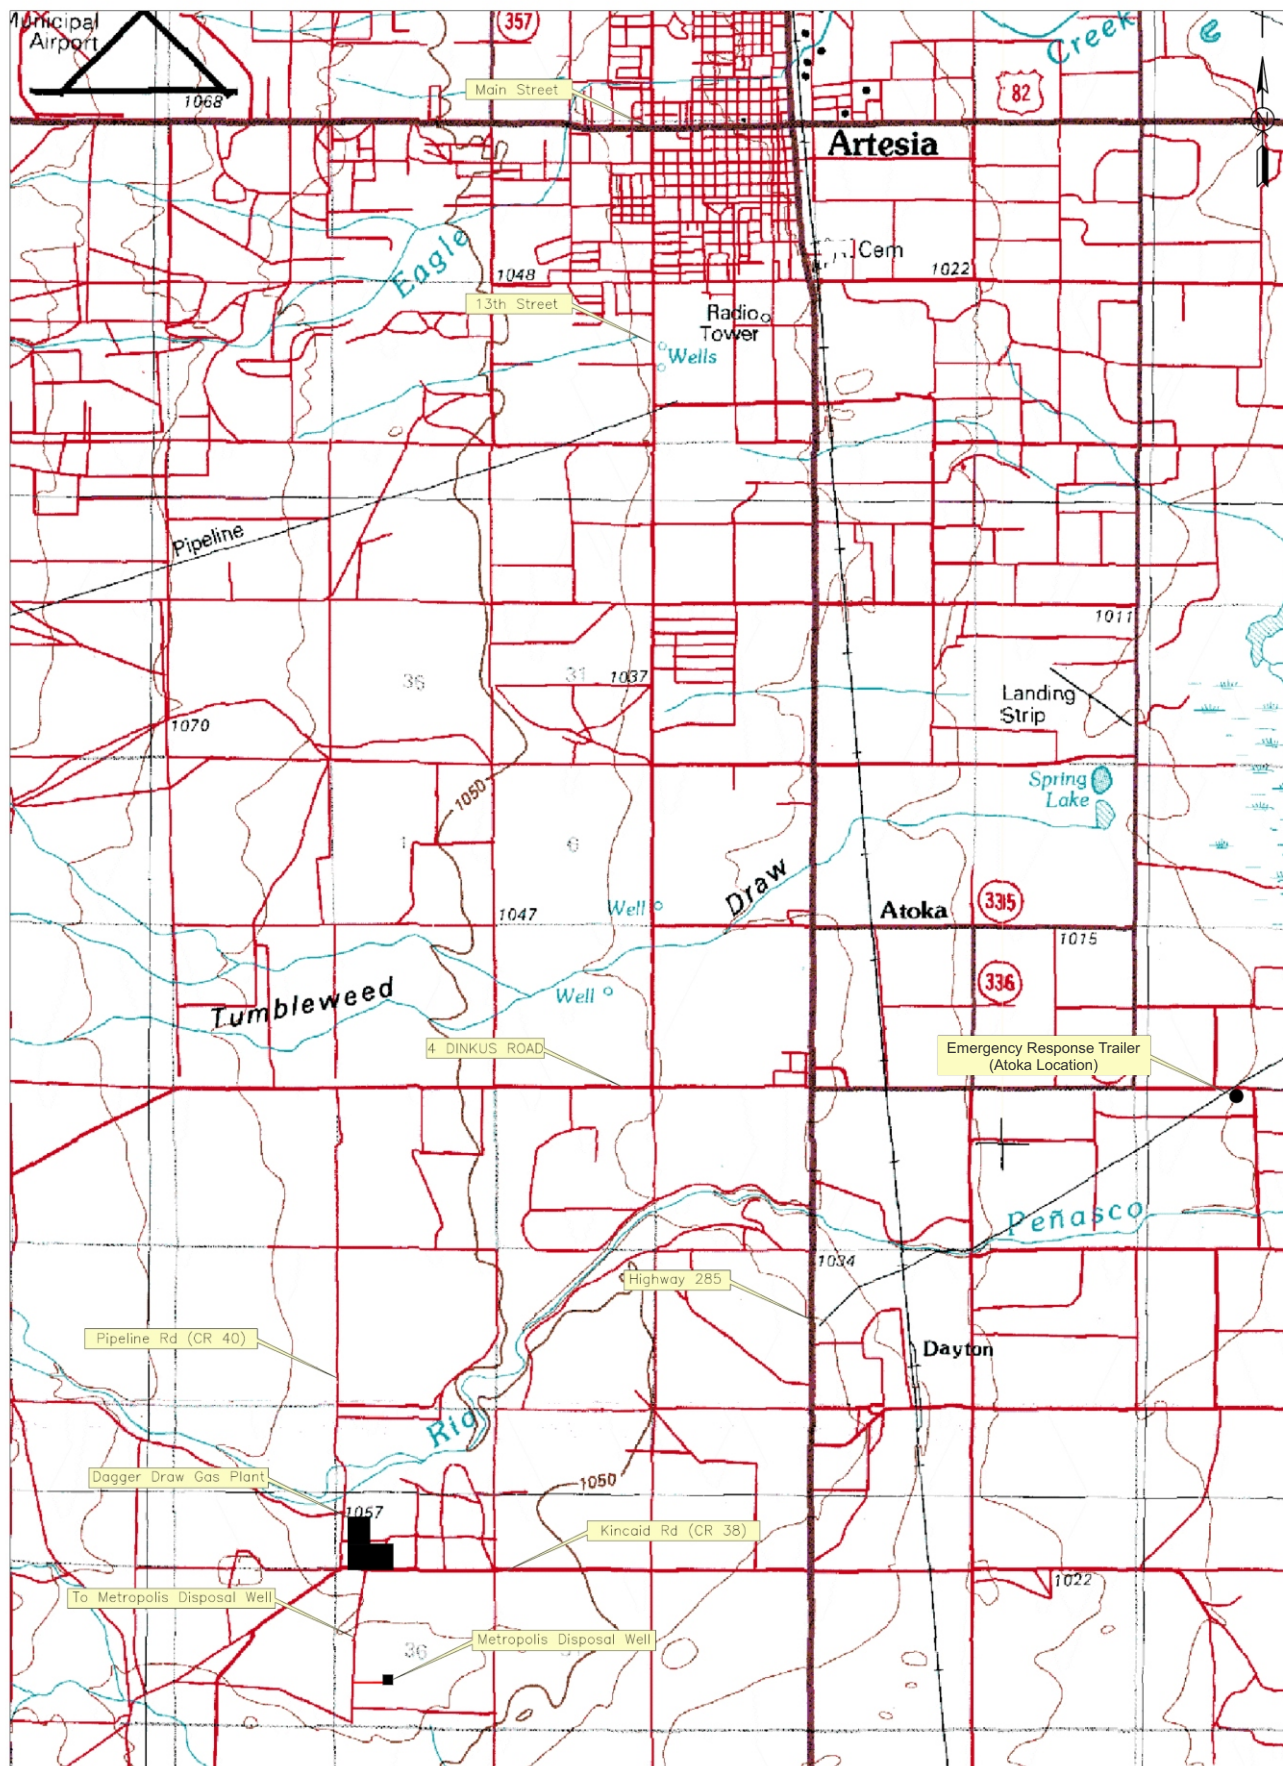 Municipal
Airport
1068
357
Main Street
Creek
82
N
Artesia
Cem
1022
Eagle
1048
13th Street
Radio
Tower
Wells
Pipeline
1011
36
31
1037
Landing
Strip
1070
Spring
Lake
1050
1
6
Draw
Well
1047
Atoka
335
1015
336
Tumbleweed
Well
4 DINKUS ROAD
Emergency Response Trailer
(Atoka Location)
Peñasco
1034
Highway 285
Pipeline Rd (CR 40)
Dayton
Rio
Dagger Draw Gas Plant
1050
1057
Kincaid Rd (CR 38)
1022
To Metropolis Disposal Well
Metropolis Disposal Well
36